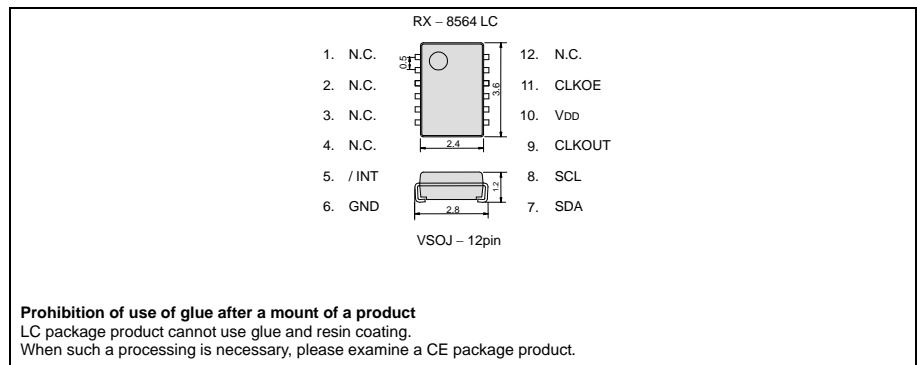 RX – 8564 LC
1. N.C.
2. N.C.
3. N.C.
4. N.C.
5. / INT
6. GND
0.5
3.6
2.4
1.2
2.8
12. N.C.
11. CLKOE
10. VDD
9. CLKOUT
8. SCL
7. SDA
VSOJ – 12pin
Prohibition of use of glue after a mount of a product
LC package product cannot use glue and resin coating.
When such a processing is necessary, please examine a CE package product.